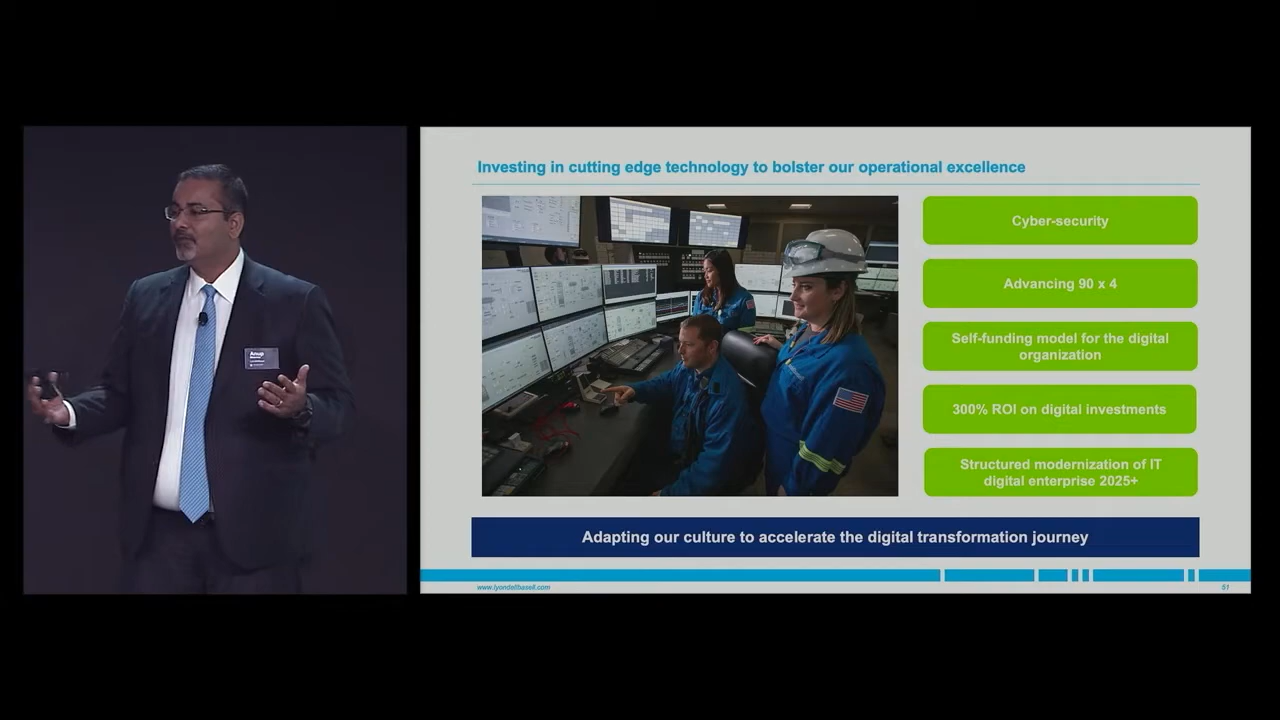 Anup
Investing in cutting edge technology to bolster our operational excellence
Cyber-security
Advancing 90 x 4
Self-funding model for the digital
organization
300% ROI on digital investments
Structured modernization of IT
digital enterprise 2025+
Adapting our culture to accelerate the digital transformation journey
www.lyondellbasell.com
51